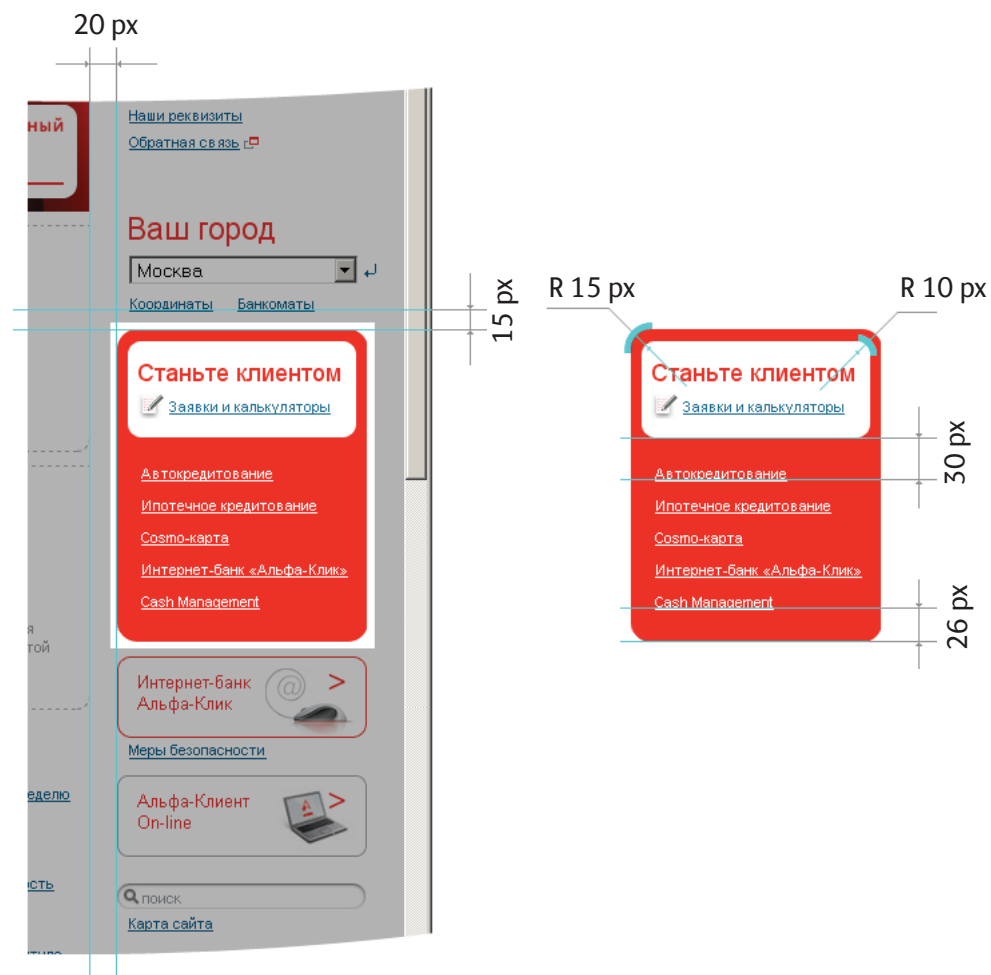 20 px
ный
Наши реквизиты
Обратная связь
Ваш город
Москва
Координаты Банкоматы
15 px
Станьте клиентом
Заявки и калькуляторы
Автокредитование
Ипотечное кредитование
Cosmo-карта
Интернет-банк «Альфа-Клик»
Cash Management
я
той
Интернет-банк
Альфа-Клик
>
@
Меры безопасности
еделю
Альфа-Клиент
On-line
>
сть
поиск
Карта сайта
R 15 px
R 10 px
Станьте клиентом
Заявки и калькуляторы
30 px
Автокредитование
Ипотечное кредитование
Cosmo-карта
Интернет-банк «Альфа-Клик»
Cash Management
26 px